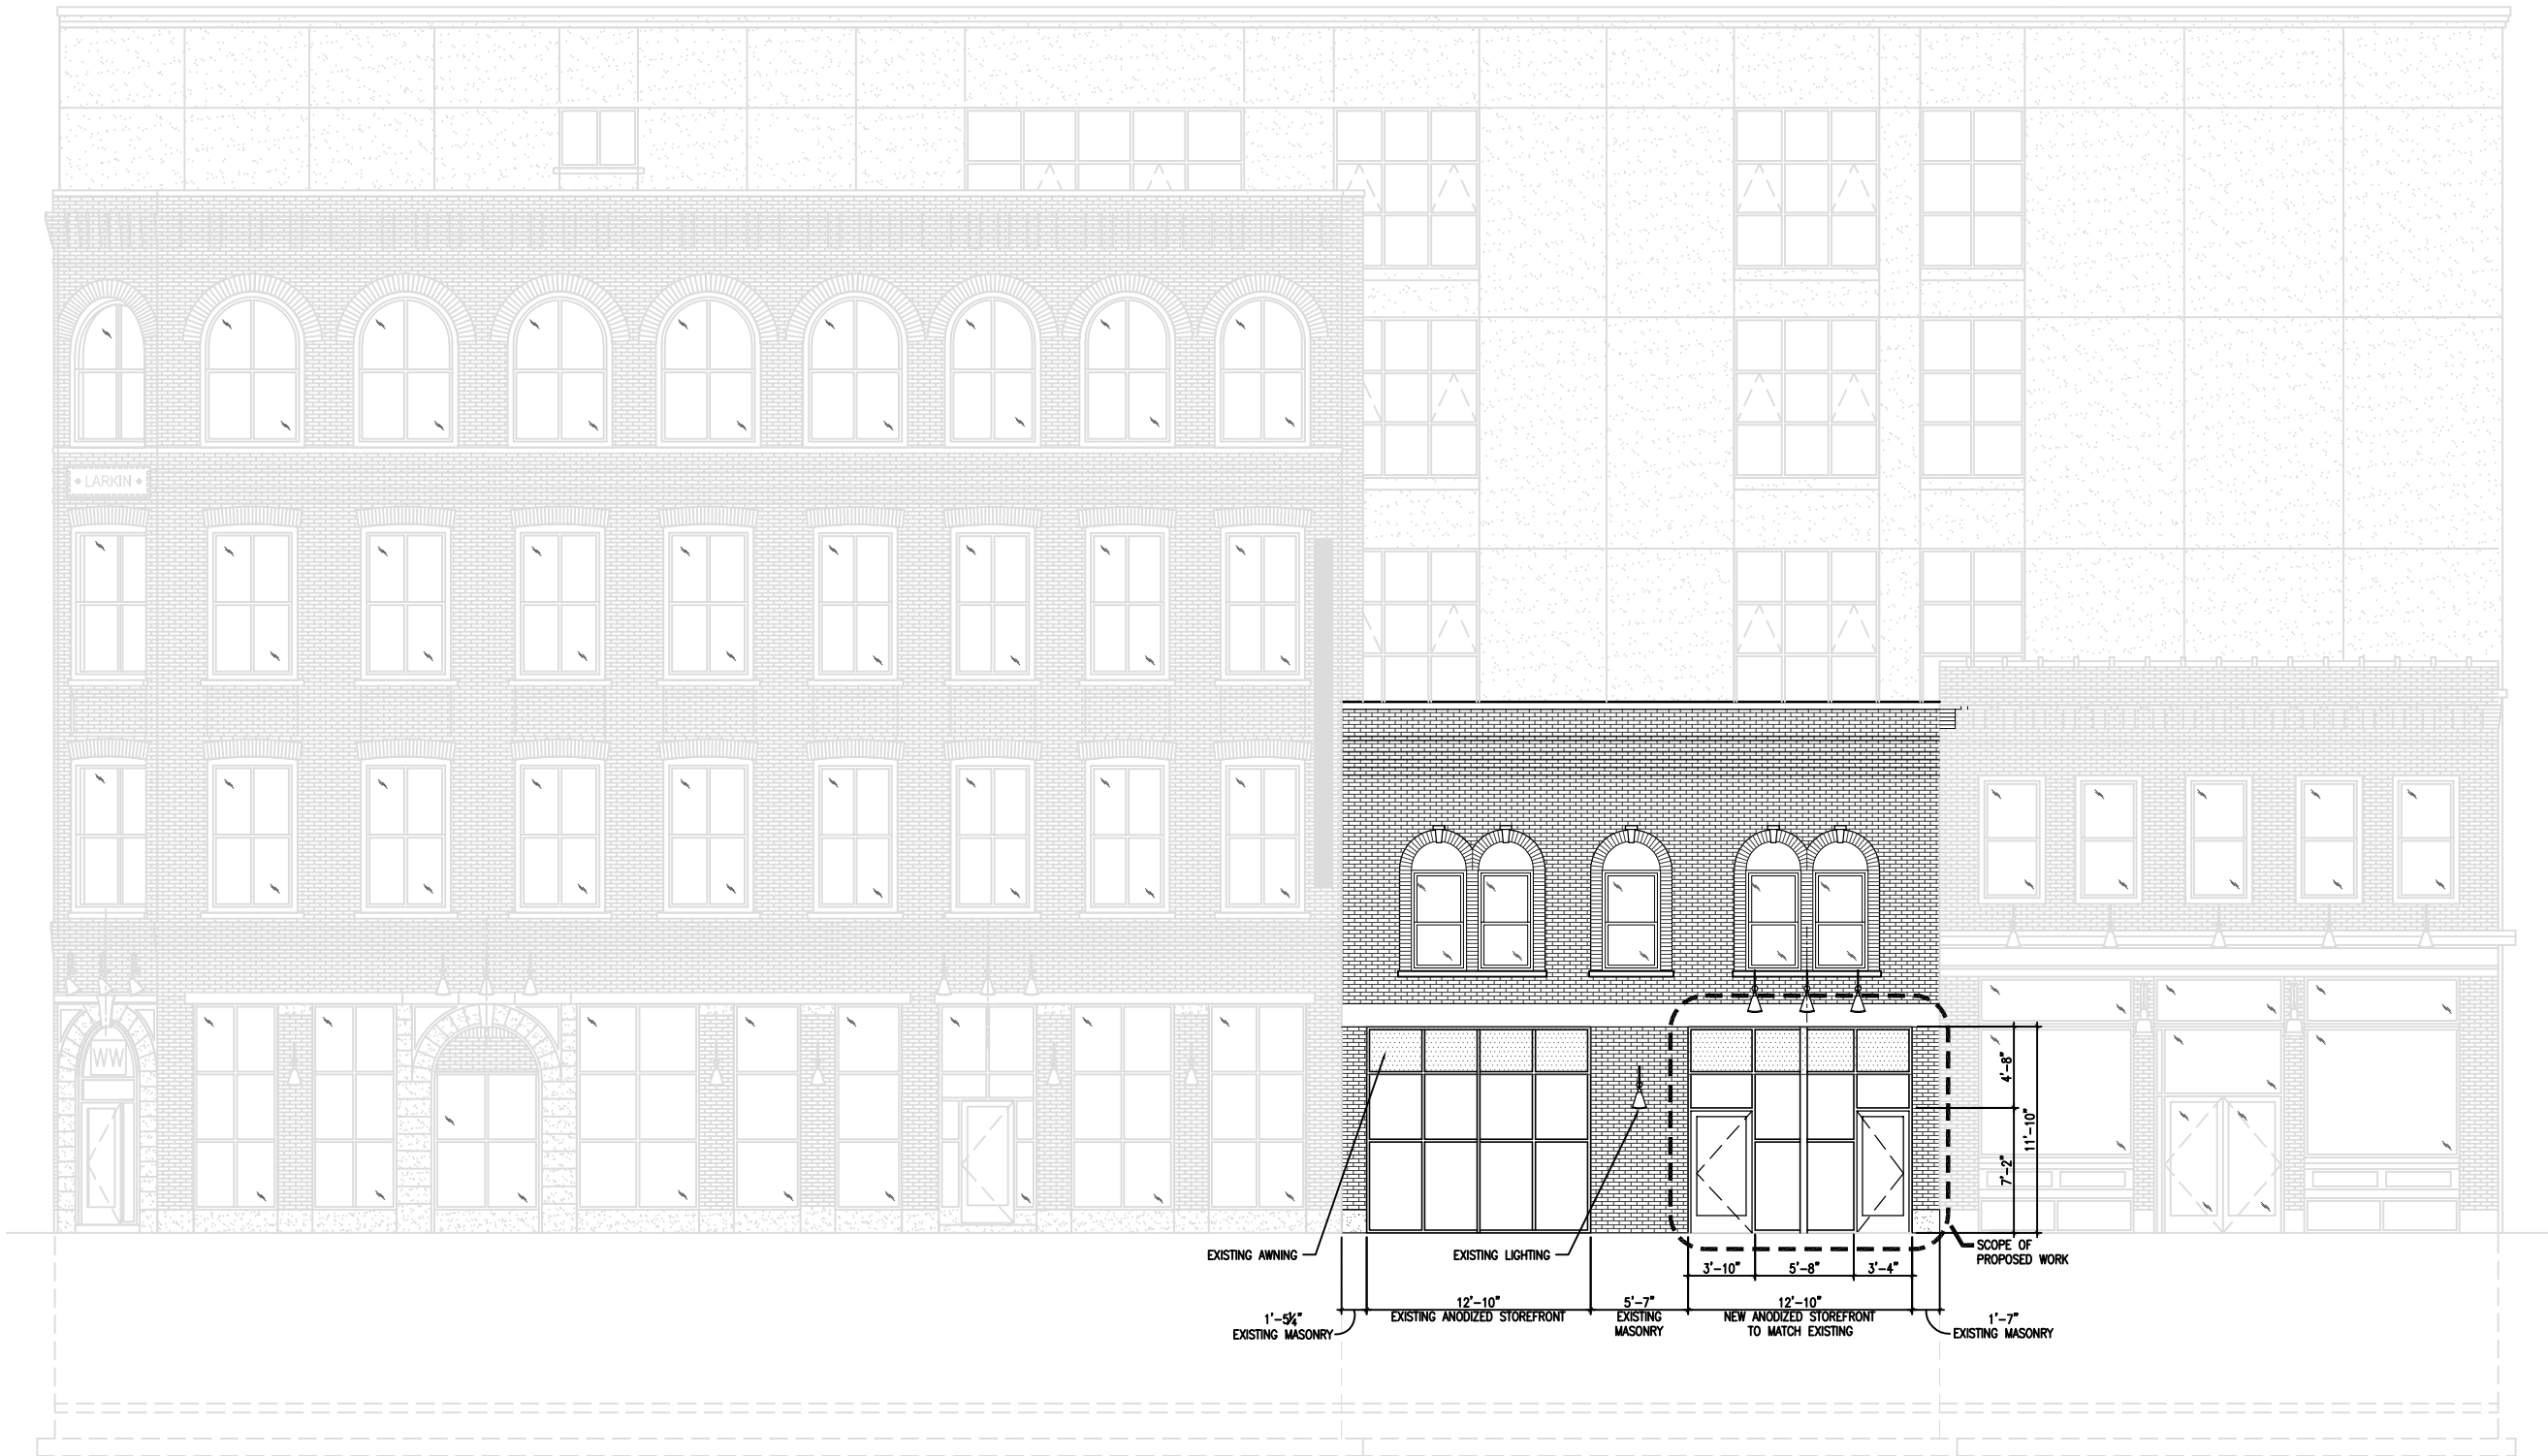 ◆ LARKIN ◆
WW
4'-8"
11'-10"
7'-2"
EXISTING AWNING
EXISTING LIGHTING
SCOPE OF
PROPOSED WORK
3'-10"
5'-8"
3'-4"
1'-5¼"
EXISTING MASONRY
12'-10"
EXISTING ANODIZED STOREFRONT
5'-7"
EXISTING
MASONRY
12'-10"
NEW ANODIZED STOREFRONT
TO MATCH EXISTING
1'-7"
EXISTING MASONRY